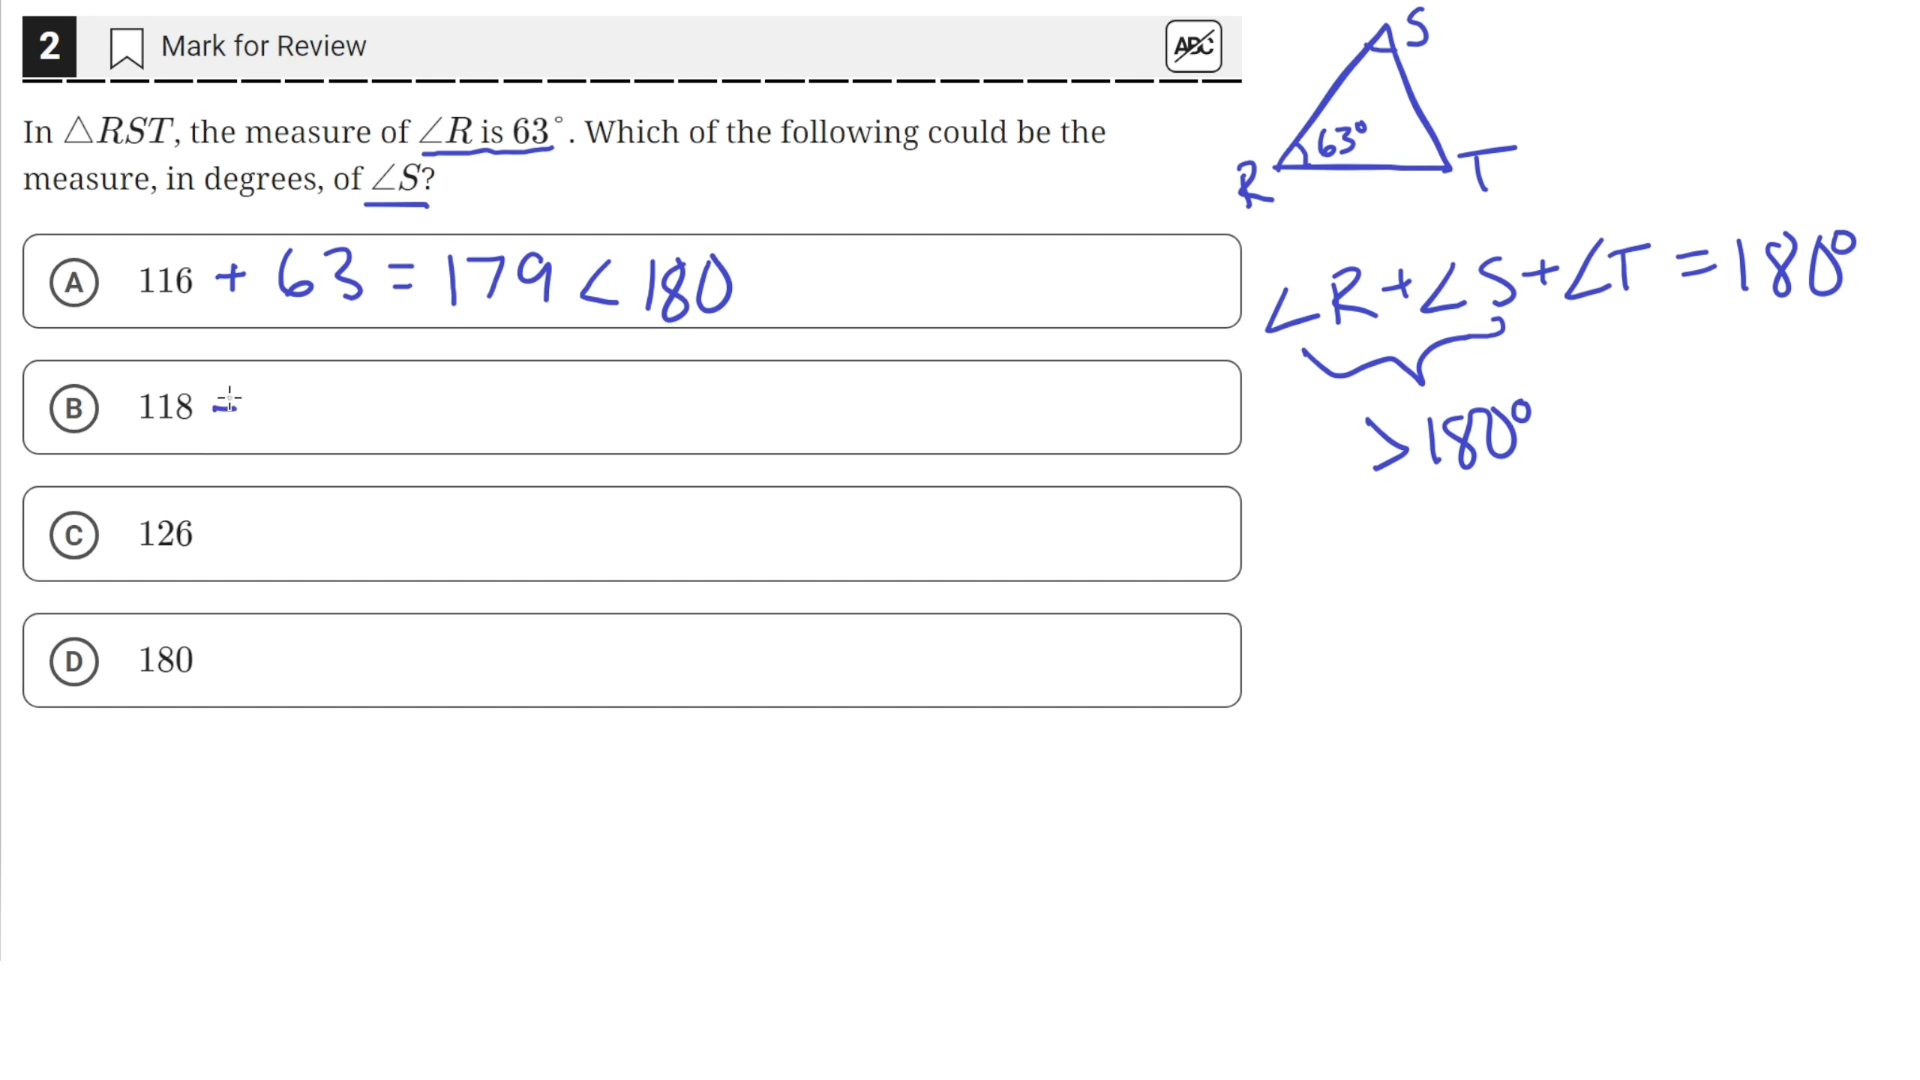 2 Mark for Review ABC
In △RST, the measure of ∠R is 63°. Which of the following could be the
measure, in degrees, of ∠S?
A 116 + 63 = 179 < 180
B 118
C 126
D 180
S
63°
R
T
∠R+∠S+∠T = 180°
>180°